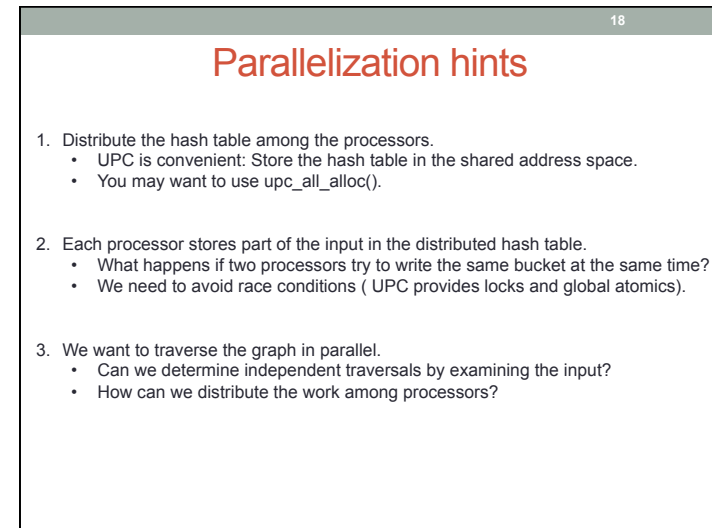 18
Parallelization hints
1. Distribute the hash table among the processors.
• UPC is convenient: Store the hash table in the shared address space.
• You may want to use upc_all_alloc().
2. Each processor stores part of the input in the distributed hash table.
• What happens if two processors try to write the same bucket at the same time?
• We need to avoid race conditions ( UPC provides locks and global atomics).
3. We want to traverse the graph in parallel.
• Can we determine independent traversals by examining the input?
• How can we distribute the work among processors?